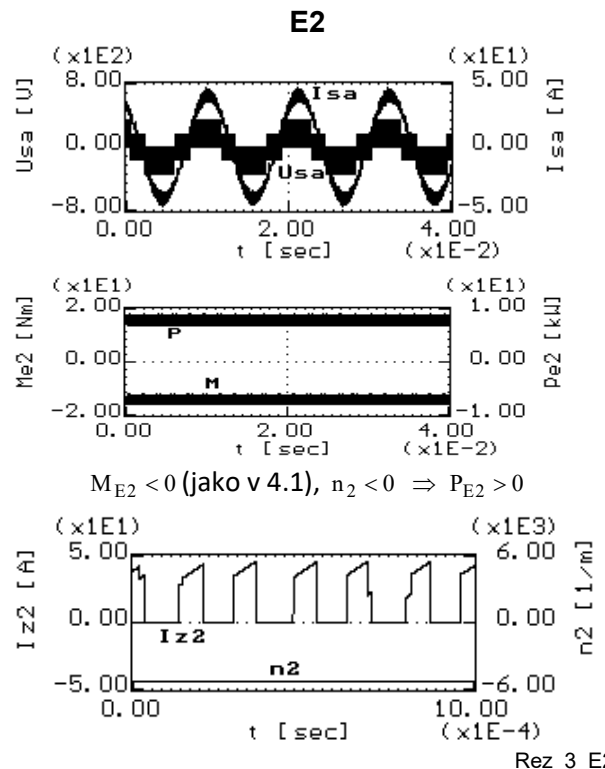 E2
(x1E2) (x1E1)
8.00 5.00
Isa
Usa [V] 0.00 0.00 Isa [A]
Usa
-8.00 -5.00
0.00 2.00 4.00
t [sec] (x1E-2)
(x1E1) (x1E1)
2.00 1.00
P
Me2 [Nm] 0.00 0.00 Pe2 [kW]
M
-2.00 -1.00
0.00 2.00 4.00
t [sec] (x1E-2)
M_E2 < 0 (jako v 4.1), n_2 < 0 ⇒ P_E2 > 0
(x1E1) (x1E3)
5.00 6.00
Iz2 [A] 0.00 0.00 n2 [1/m]
Iz2
n2
-5.00 -6.00
0.00 10.00
t [sec] (x1E-4)
Rez_3_E2